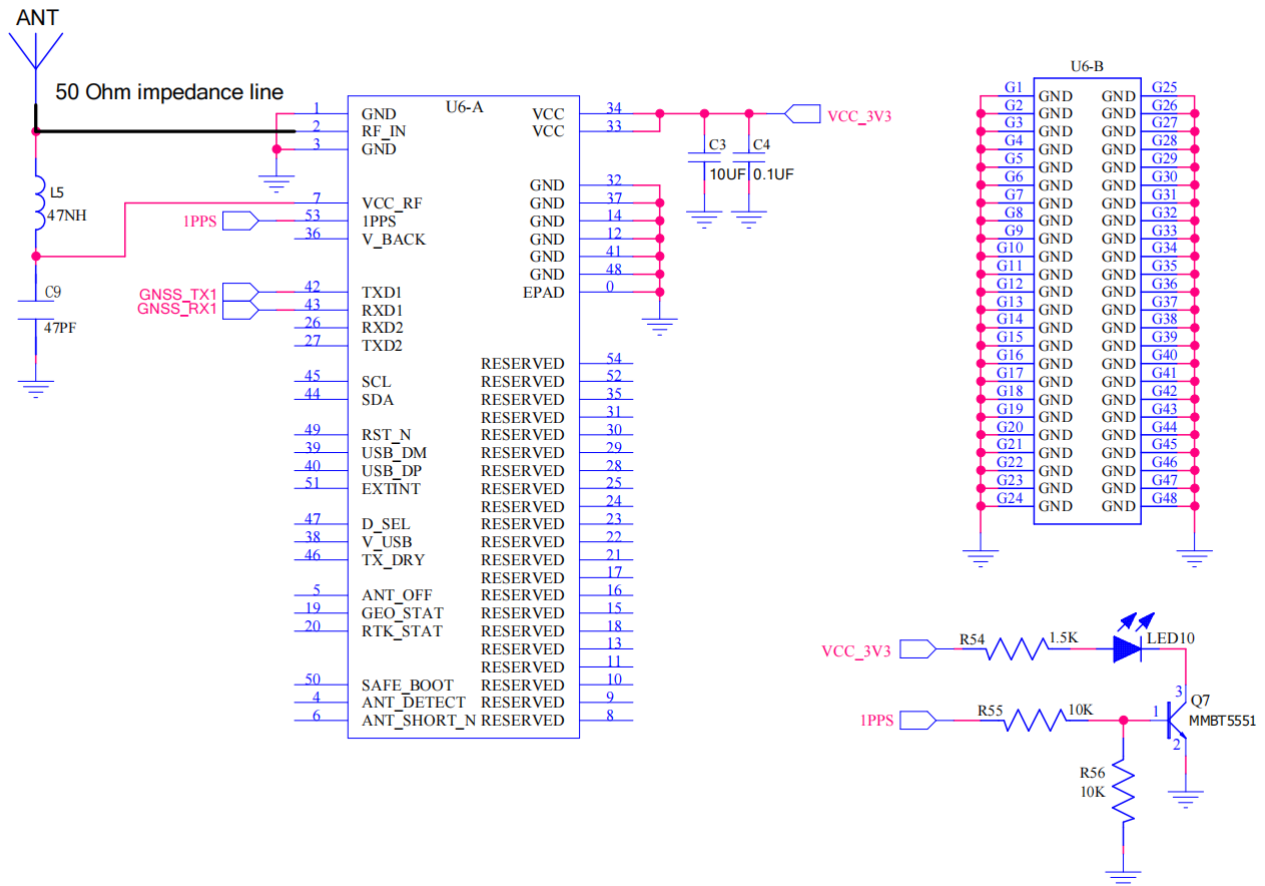 ANT
50 Ohm impedance line
U6-A
1 GND VCC 34
2 RF_IN VCC 33
3 GND
VCC_3V3
C3 C4
10UF 0.1UF
L5
47NH
GND 32
7 VCC_RF GND 37
1PPS 53 1PPS GND 14
36 V_BACK GND 12
GND 41
GND 48
C9
47PF
GNSS_TX1 42 TXD1 EPAD 0
GNSS_RX1 43 RXD1
26 RXD2
27 TXD2
RESERVED 54
45 SCL RESERVED 52
44 SDA RESERVED 35
RESERVED 31
49 RST_N RESERVED 30
39 USB_DM RESERVED 29
40 USB_DP RESERVED 28
51 EXTINT RESERVED 25
RESERVED 24
47 D_SEL RESERVED 23
38 V_USB RESERVED 22
46 TX_DRY RESERVED 21
RESERVED 17
5 ANT_OFF RESERVED 16
19 GEO_STAT RESERVED 15
20 RTK_STAT RESERVED 18
RESERVED 13
RESERVED 11
50 SAFE_BOOT RESERVED 10
4 ANT_DETECT RESERVED 9
6 ANT_SHORT_N RESERVED 8
U6-B
G1 GND GND G25
G2 GND GND G26
G3 GND GND G27
G4 GND GND G28
G5 GND GND G29
G6 GND GND G30
G7 GND GND G31
G8 GND GND G32
G9 GND GND G33
G10 GND GND G34
G11 GND GND G35
G12 GND GND G36
G13 GND GND G37
G14 GND GND G38
G15 GND GND G39
G16 GND GND G40
G17 GND GND G41
G18 GND GND G42
G19 GND GND G43
G20 GND GND G44
G21 GND GND G45
G22 GND GND G46
G23 GND GND G47
G24 GND GND G48
VCC_3V3 R54 1.5K LED10
1PPS R55 10K 1 3 Q7
MMBT5551
2
R56
10K